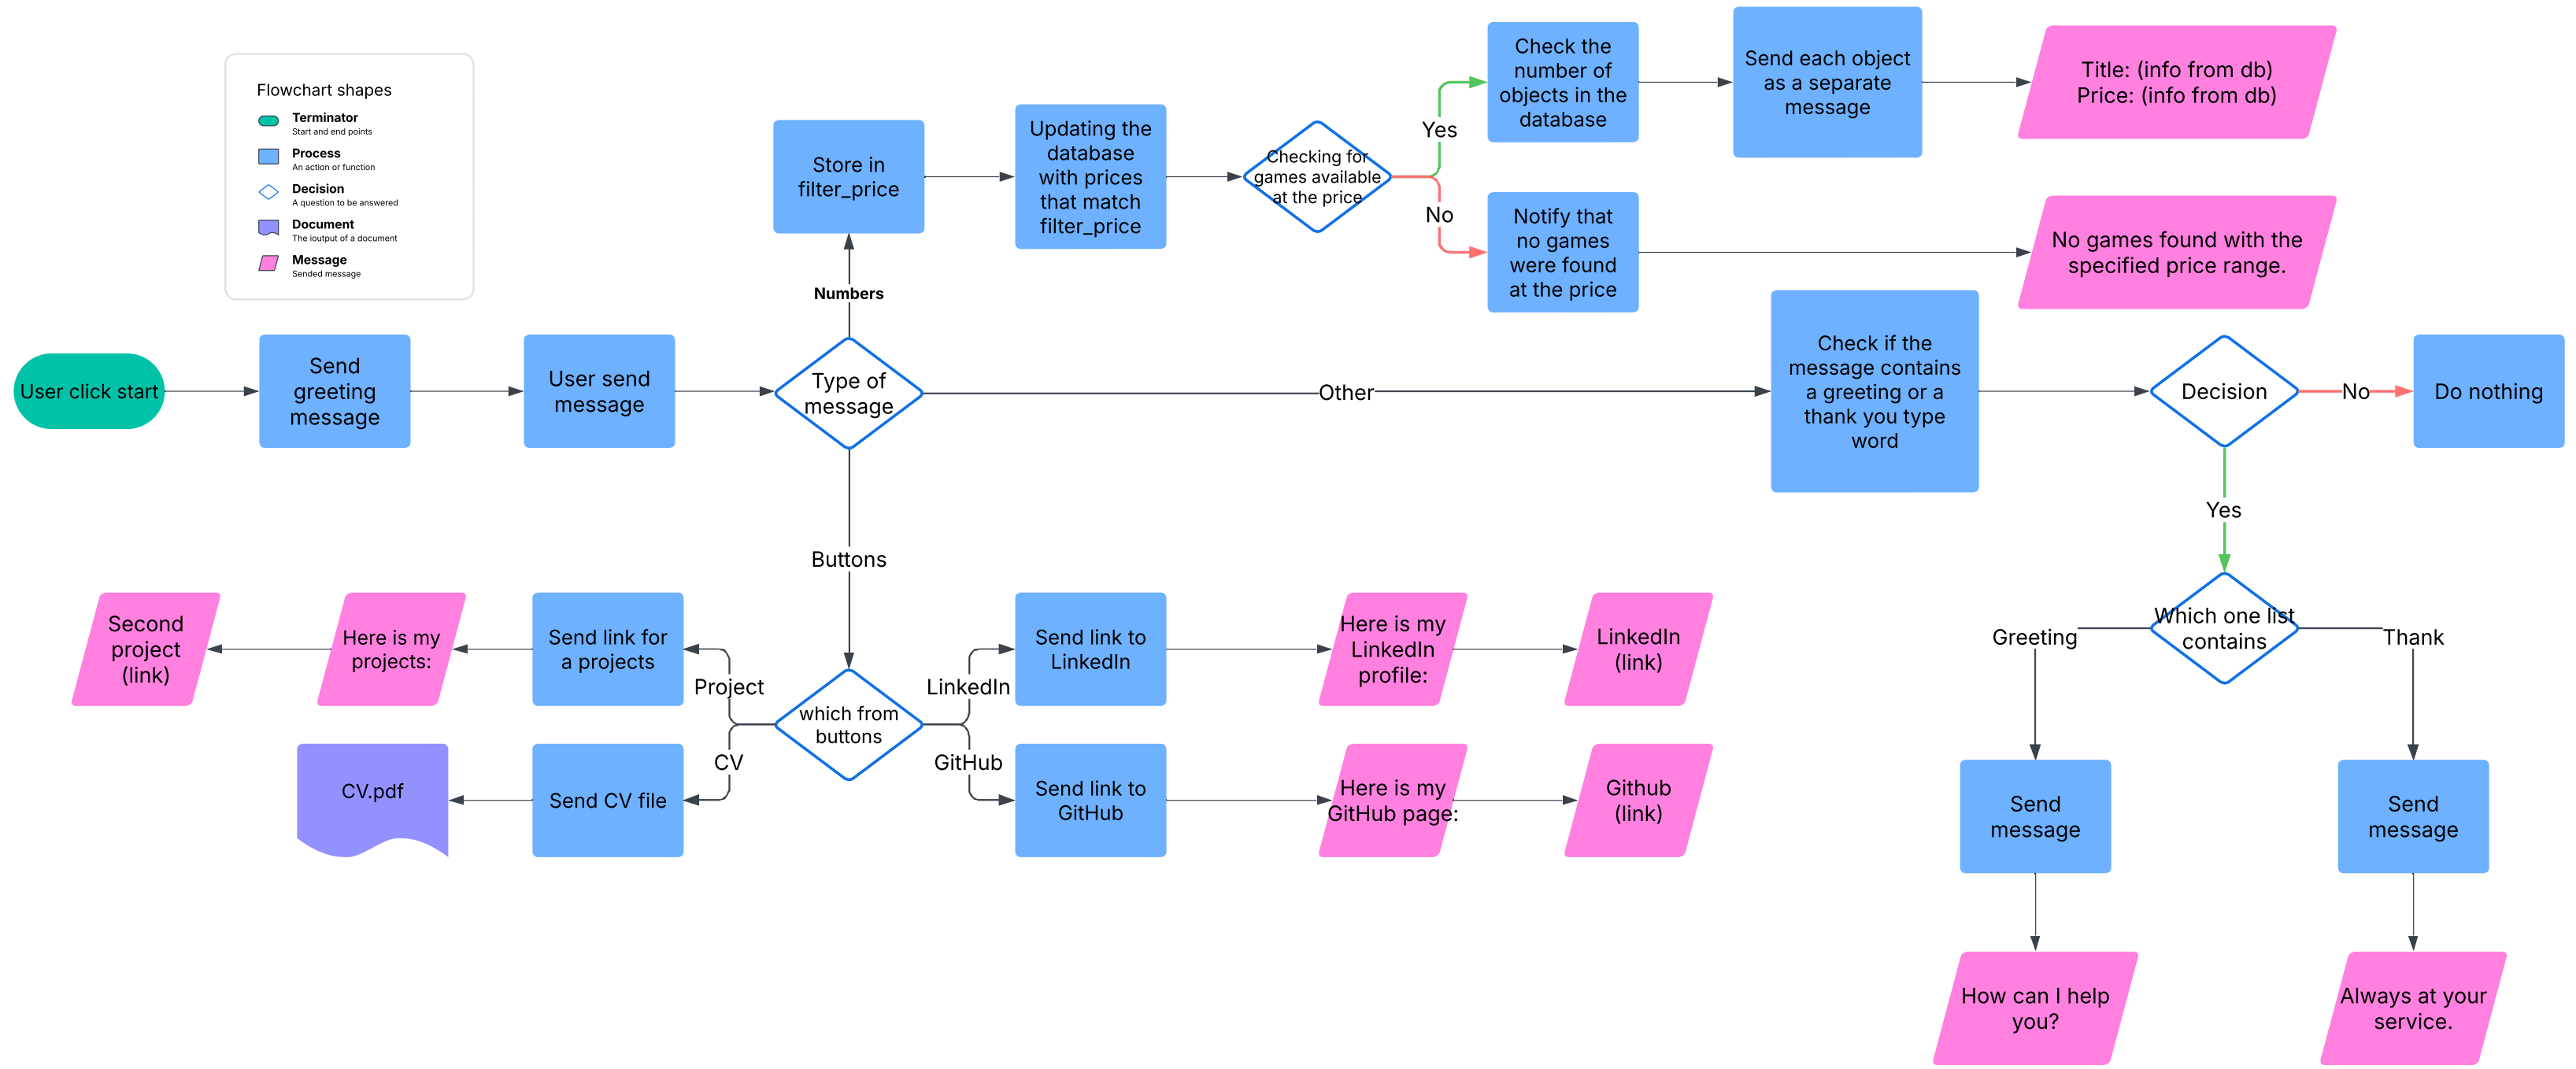 Flowchart shapes
Terminator
Start and end points
Process
An action or function
Decision
A question to be answered
Document
The ioutput of a document
Message
Sended message
User click start
Send
greeting
message
User send
message
Type of
message
Numbers
Store in
filter_price
Updating the
database
with prices
that match
filter_price
Checking for
games available
at the price
Yes
Check the
number of
objects in the
database
Send each object
as a separate
message
Title: (info from db)
Price: (info from db)
No
Notify that
no games
were found
at the price
No games found with the
specified price range.
Other
Check if the
message contains
a greeting or a
thank you type
word
Decision
No
Do nothing
Yes
Which one list
contains
Greeting
Send
message
How can I help
you?
Thank
Send
message
Always at your
service.
Buttons
which from
buttons
Project
Send link for
a projects
Here is my
projects:
Second
project
(link)
CV
Send CV file
CV.pdf
LinkedIn
Send link to
LinkedIn
Here is my
LinkedIn
profile:
LinkedIn
(link)
GitHub
Send link to
GitHub
Here is my
GitHub page:
Github
(link)